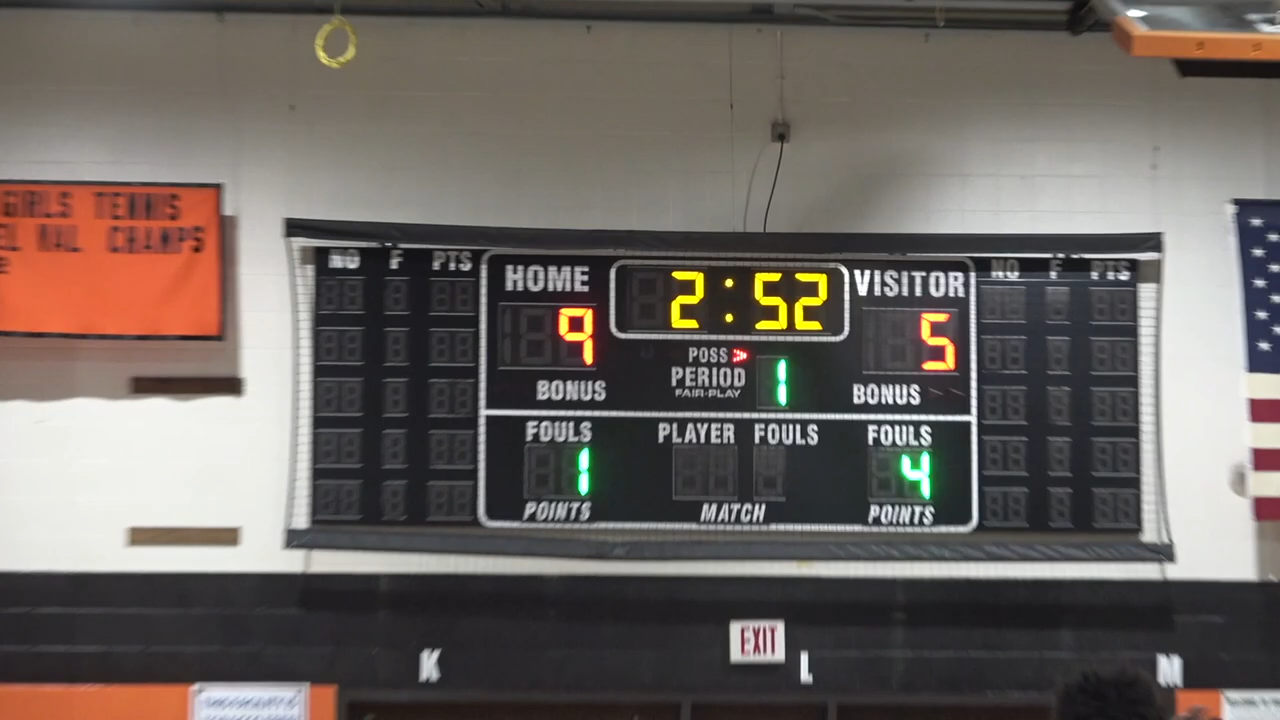 GIRLS TENNIS
CHAMPS
NO F PTS
HOME
2:52
VISITOR
NO F PTS
9
5
POSS
PERIOD
1
FAIR-PLAY
BONUS
BONUS
FOULS
PLAYER FOULS
FOULS
1
4
POINTS
MATCH
POINTS
EXIT
K
L
M